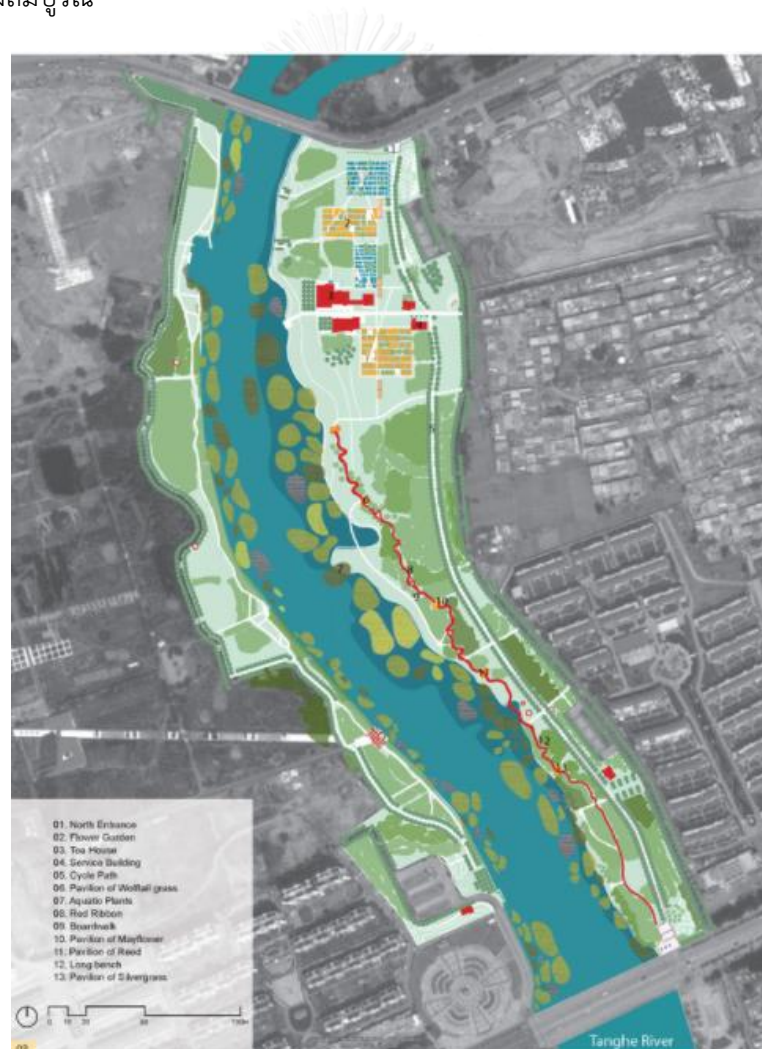 01. North Entrance
02. Flower Garden
03. Tea House
04. Service Building
05. Cycle Path
06. Pavilion of Wolftail grass
07. Aquatic Plants
08. Red Ribbon
09. Boardwalk
10. Pavilion of Mayflower
11. Pavilion of Reed
12. Long bench
13. Pavilion of Silvergrass
Tanghe River